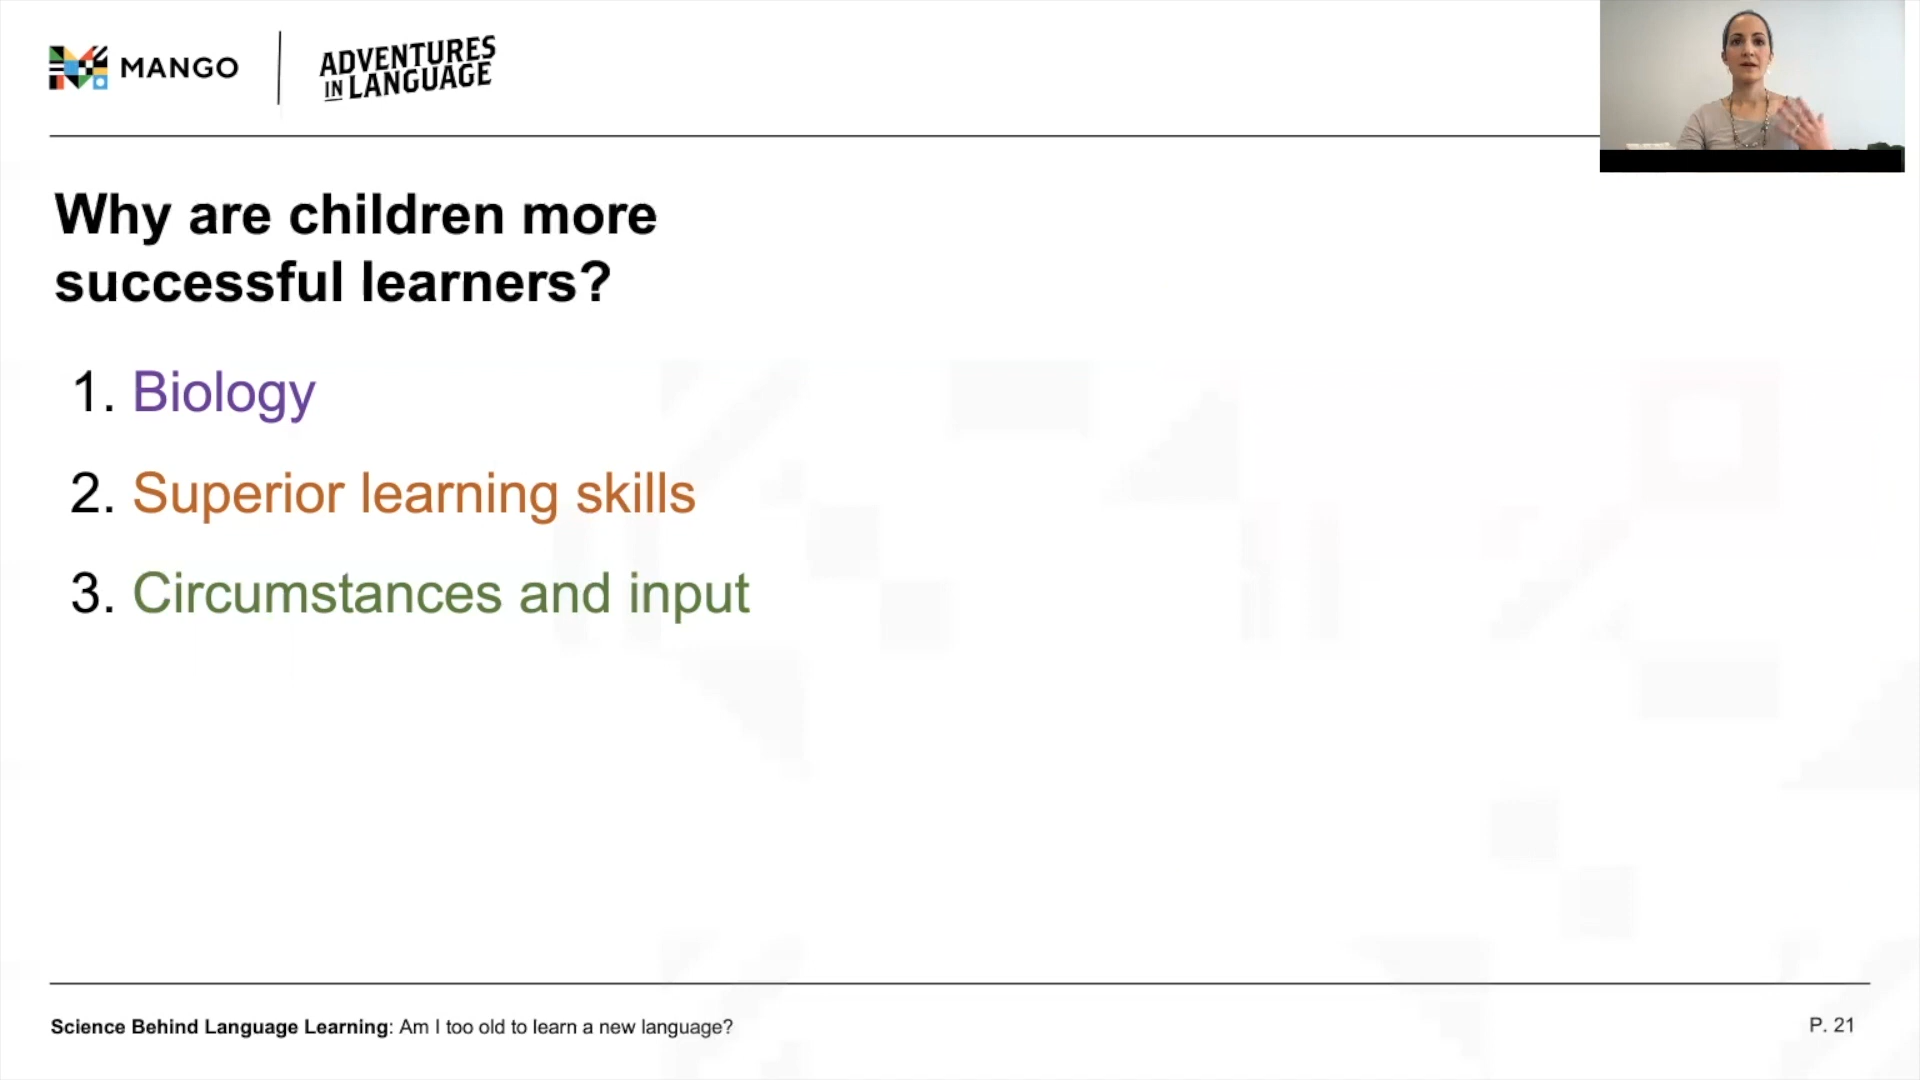 MANGO
ADVENTURES
IN LANGUAGE
Why are children more
successful learners?
1. Biology
2. Superior learning skills
3. Circumstances and input
Science Behind Language Learning: Am I too old to learn a new language?
P. 21